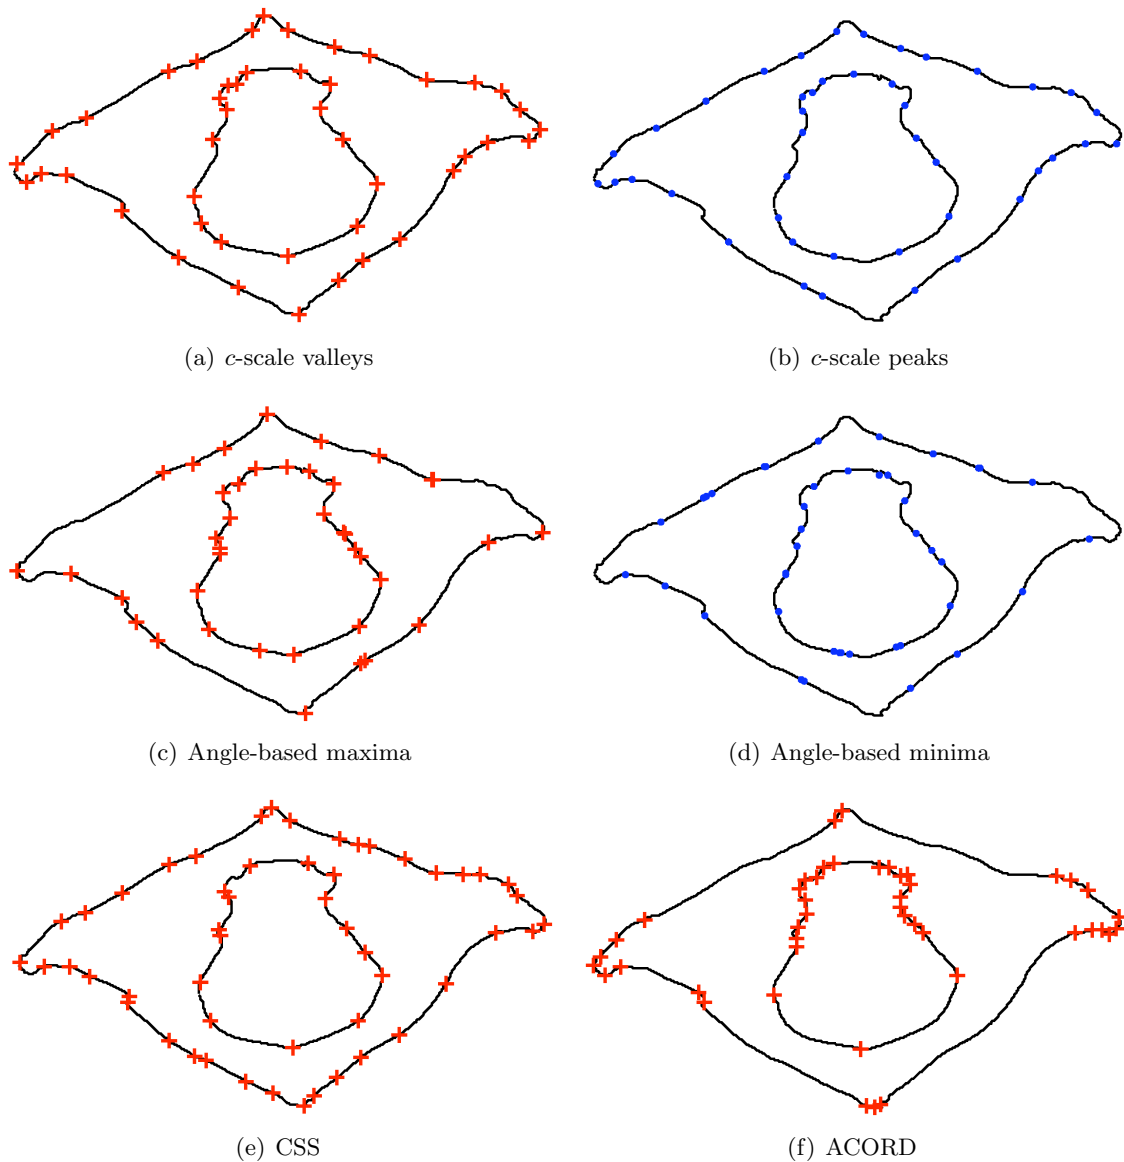 (a) c-scale valleys
(b) c-scale peaks
(c) Angle-based maxima
(d) Angle-based minima
(e) CSS
(f) ACORD